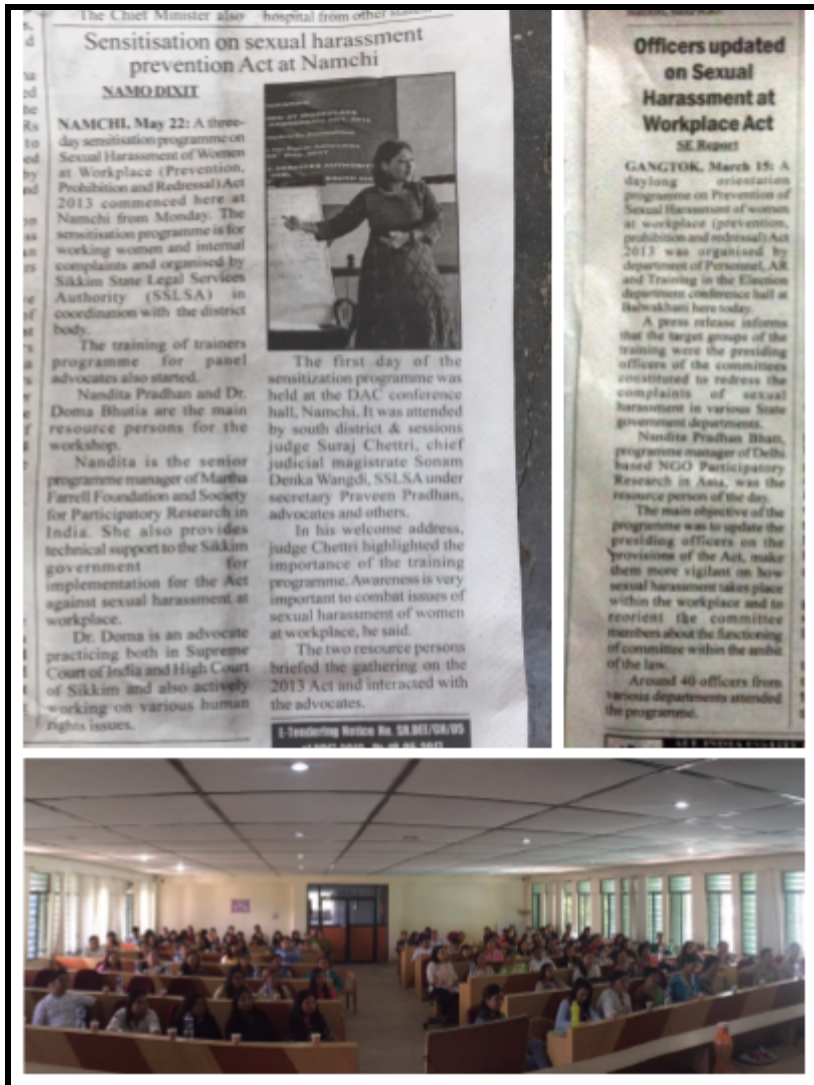 The Chief Minister also
hospital from other
Sensitisation on sexual harassment
prevention Act at Namchi
NAMO DIXIT
NAMCHI, May 22: A three-
day sensitisation programme on
Sexual Harassment of Women
at Workplace (Prevention,
Prohibition and Redressal) Act
2013 commenced here at
Namchi from Monday. The
sensitisation programme is for
working women and internal
complaints and organised by
Sikkim State Legal Services
Authority (SSLSA) in
coordination with the district
body.
The training of trainers
programme for panel
advocates also started.
Nandita Pradhan and Dr.
Doma Bhutia are the main
resource persons for the
workshop.
Nandita is the senior
programme manager of Martha
Farrell Foundation and Society
for Participatory Research in
India. She also provides
technical support to the Sikkim
government for
implementation for the Act
against sexual harassment at
workplace.
Dr. Doma is an advocate
practicing both in Supreme
Court of India and High Court
of Sikkim and also actively
working on various human
rights issues.
The first day of the
sensitization programme was
held at the DAC conference
hall, Namchi. It was attended
by south district & sessions
judge Suraj Chettri, chief
judicial magistrate Sonam
Denka Wangdi, SSLSA under
secretary Praveen Pradhan,
advocates and others.
In his welcome address,
judge Chettri highlighted the
importance of the training
programme. Awareness is very
important to combat issues of
sexual harassment of women
at workplace, he said.
The two resource persons
briefed the gathering on the
2013 Act and interacted with
the advocates.
E-Tendering Notice No.
Officers updated
on Sexual
Harassment at
Workplace Act
SE Report
GANGTOK, March 15: A
daylong orientation
programme on Prevention of
Sexual Harassment of women
at workplace (prevention,
prohibition and redressal) Act
2013 was organised by
department of Personnel, AR
and Training in the Election
department conference hall at
Balwakhani here today.
A press release informs
that the target groups of the
training were the presiding
officers of the committees
constituted to redress the
complaints of sexual
harassment in various State
government departments.
Nandita Pradhan Bhatt,
programme manager of Delhi
based NGO Participatory
Research in Asia, was the
resource person of the day.
The main objective of the
programme was to update the
presiding officers on the
provisions of the Act, make
them more vigilant on how
sexual harassment takes place
within the workplace and to
reorient the committee
members about the functioning
of committee within the ambit
of the law.
Around 40 officers from
various departments attended
the programme.